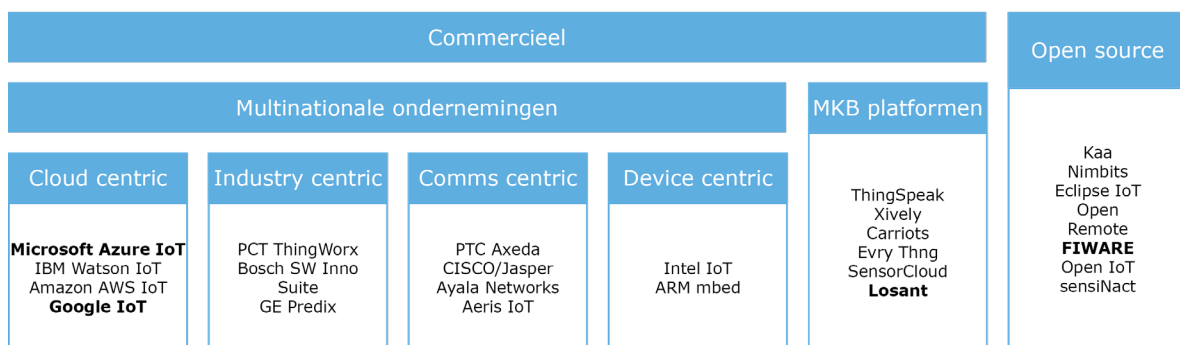 Commercieel
Open source
Multinationale ondernemingen
MKB platformen
Cloud centric
Industry centric
Comms centric
Device centric
Microsoft Azure IoT
IBM Watson IoT
Amazon AWS IoT
Google IoT
PCT ThingWorx
Bosch SW Inno
Suite
GE Predix
PTC Axeda
CISCO/Jasper
Ayala Networks
Aeris IoT
Intel IoT
ARM mbed
ThingSpeak
Xively
Carriots
Evry Thng
SensorCloud
Losant
Kaa
Nimbits
Eclipse IoT
Open
Remote
FIWARE
Open IoT
sensiNact